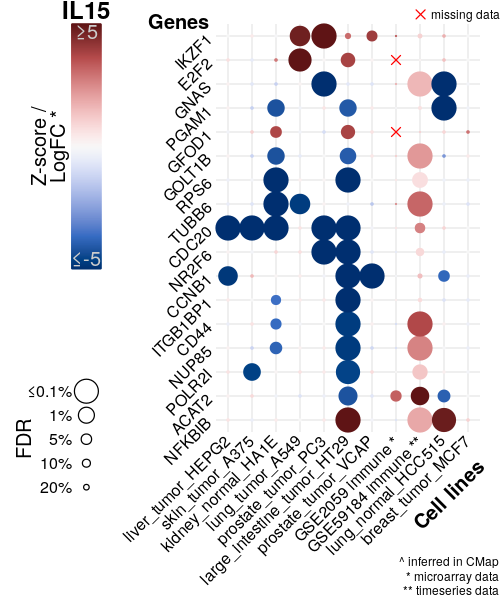 IL15
Genes
missing data
≥5
Z-score /
LogFC *
≤-5
IKZF1
E2F2
GNAS
PGAM1
GFOD1
GOLT1B
RPS6
TUBB6
CDC20
NR2F6
CCNB1
ITGB1BP1
CD44
NUP85
POLR2I
ACAT2
NFKBIB
FDR
≤0.1%
1%
5%
10%
20%
liver_tumor_HEPG2
skin_tumor_A375
kidney_normal_HA1E
lung_tumor_A549
prostate_tumor_PC3
large_intestine_tumor_HT29
prostate_tumor_VCAP
GSE2059 Immune *
GSE59184 Immune**
lung_normal_HCC515
breast_tumor_MCF7
Cell lines
^ inferred in CMap
* microarray data
** timeseries data